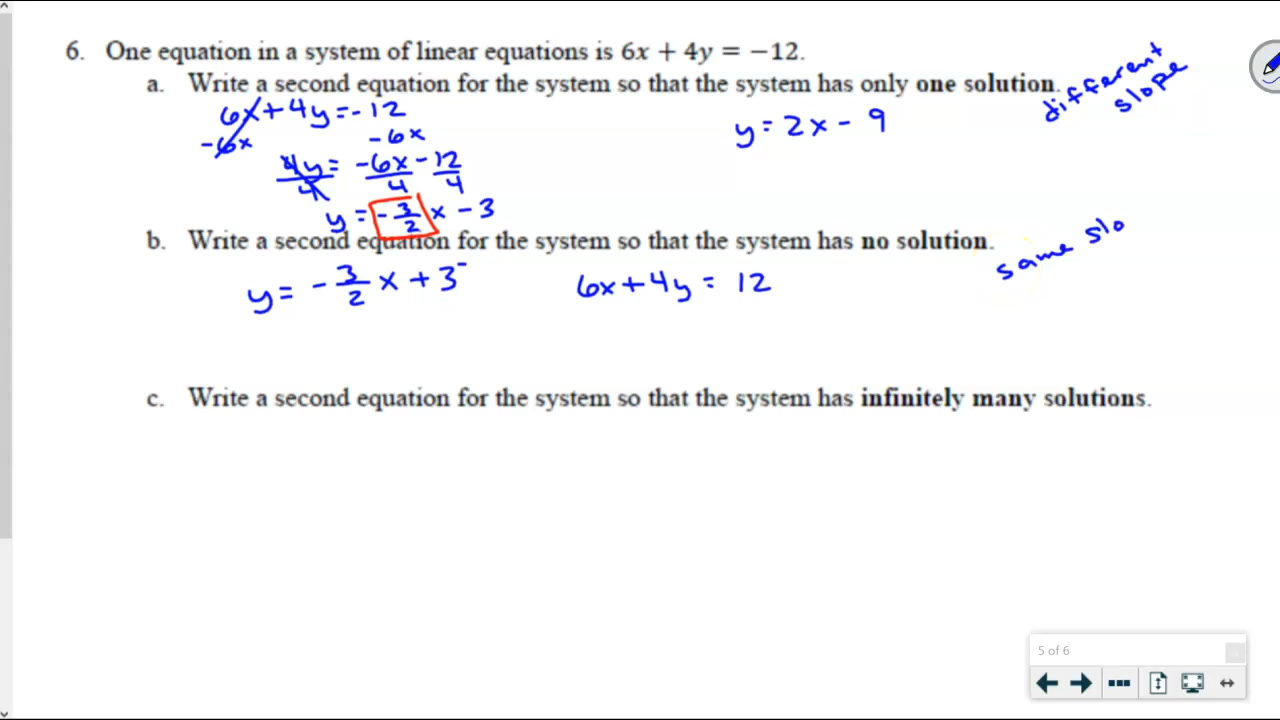 6. One equation in a system of linear equations is 6x + 4y = −12.
a. Write a second equation for the system so that the system has only one solution.
different slope
6x + 4y = -12
-6x -6x
4y/4 = -6x/4 - 12/4
y = -3/2 x - 3
y = 2x - 9
b. Write a second equation for the system so that the system has no solution.
same slo
y = -3/2 x + 3
6x + 4y = 12
c. Write a second equation for the system so that the system has infinitely many solutions.
5 of 6